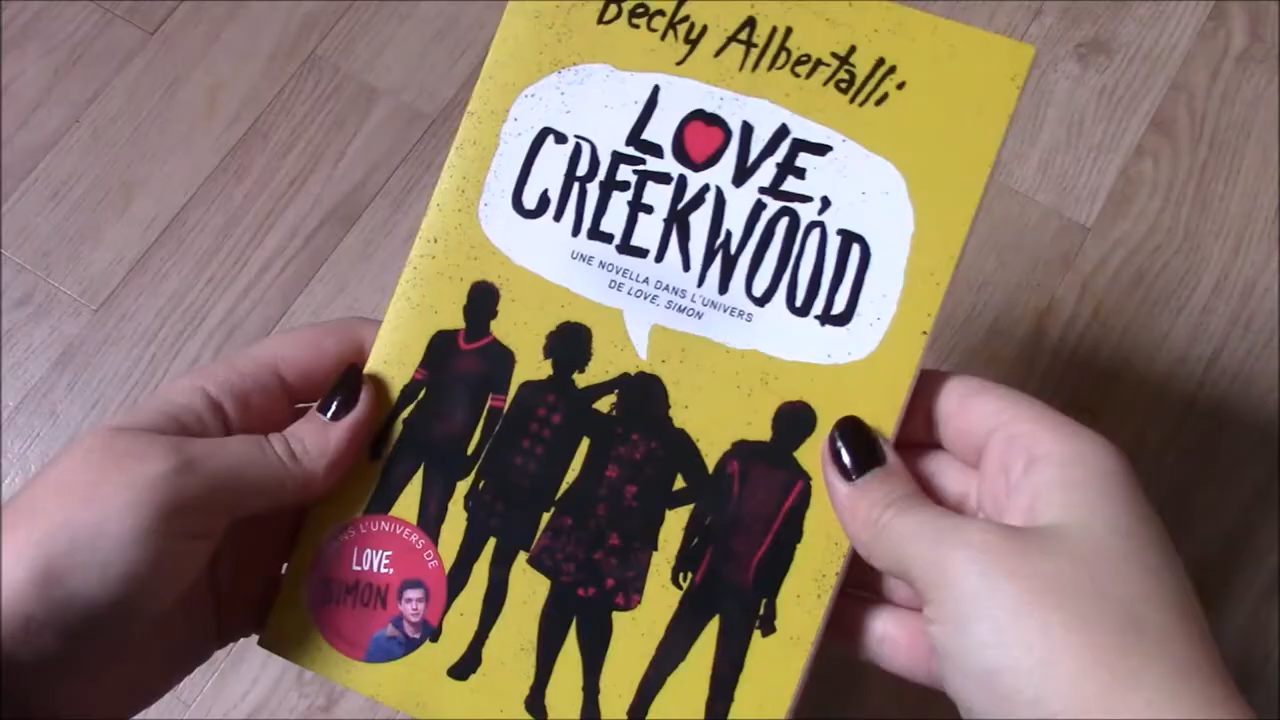 Becky Albertalli
LOVE,
CREEKWOOD
UNE NOVELLA DANS L'UNIVERS
DE LOVE, SIMON
L'UNIVERS DE
LOVE,
SIMON